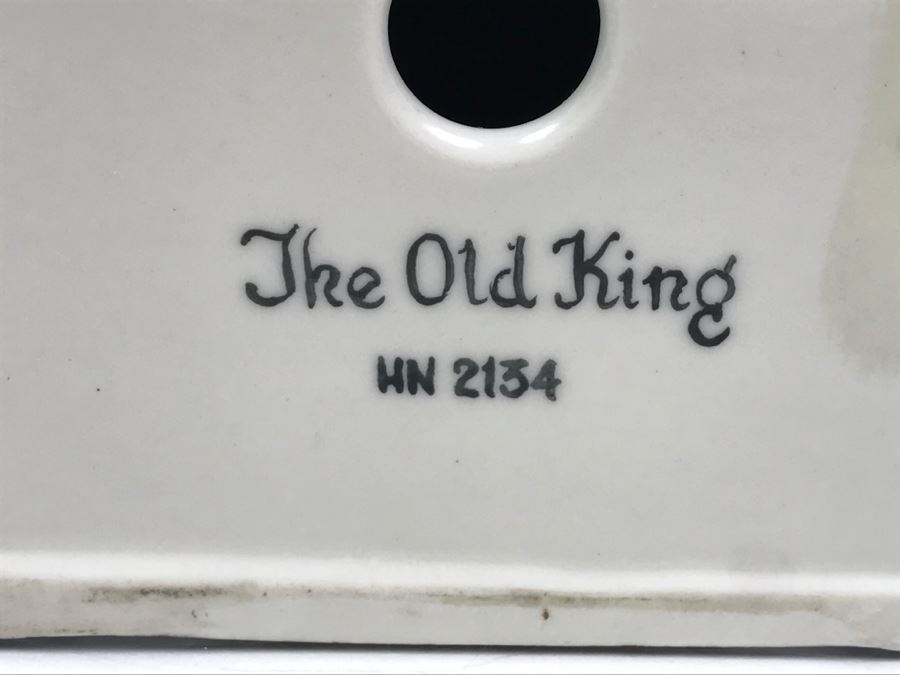 The Old King
HN 2134